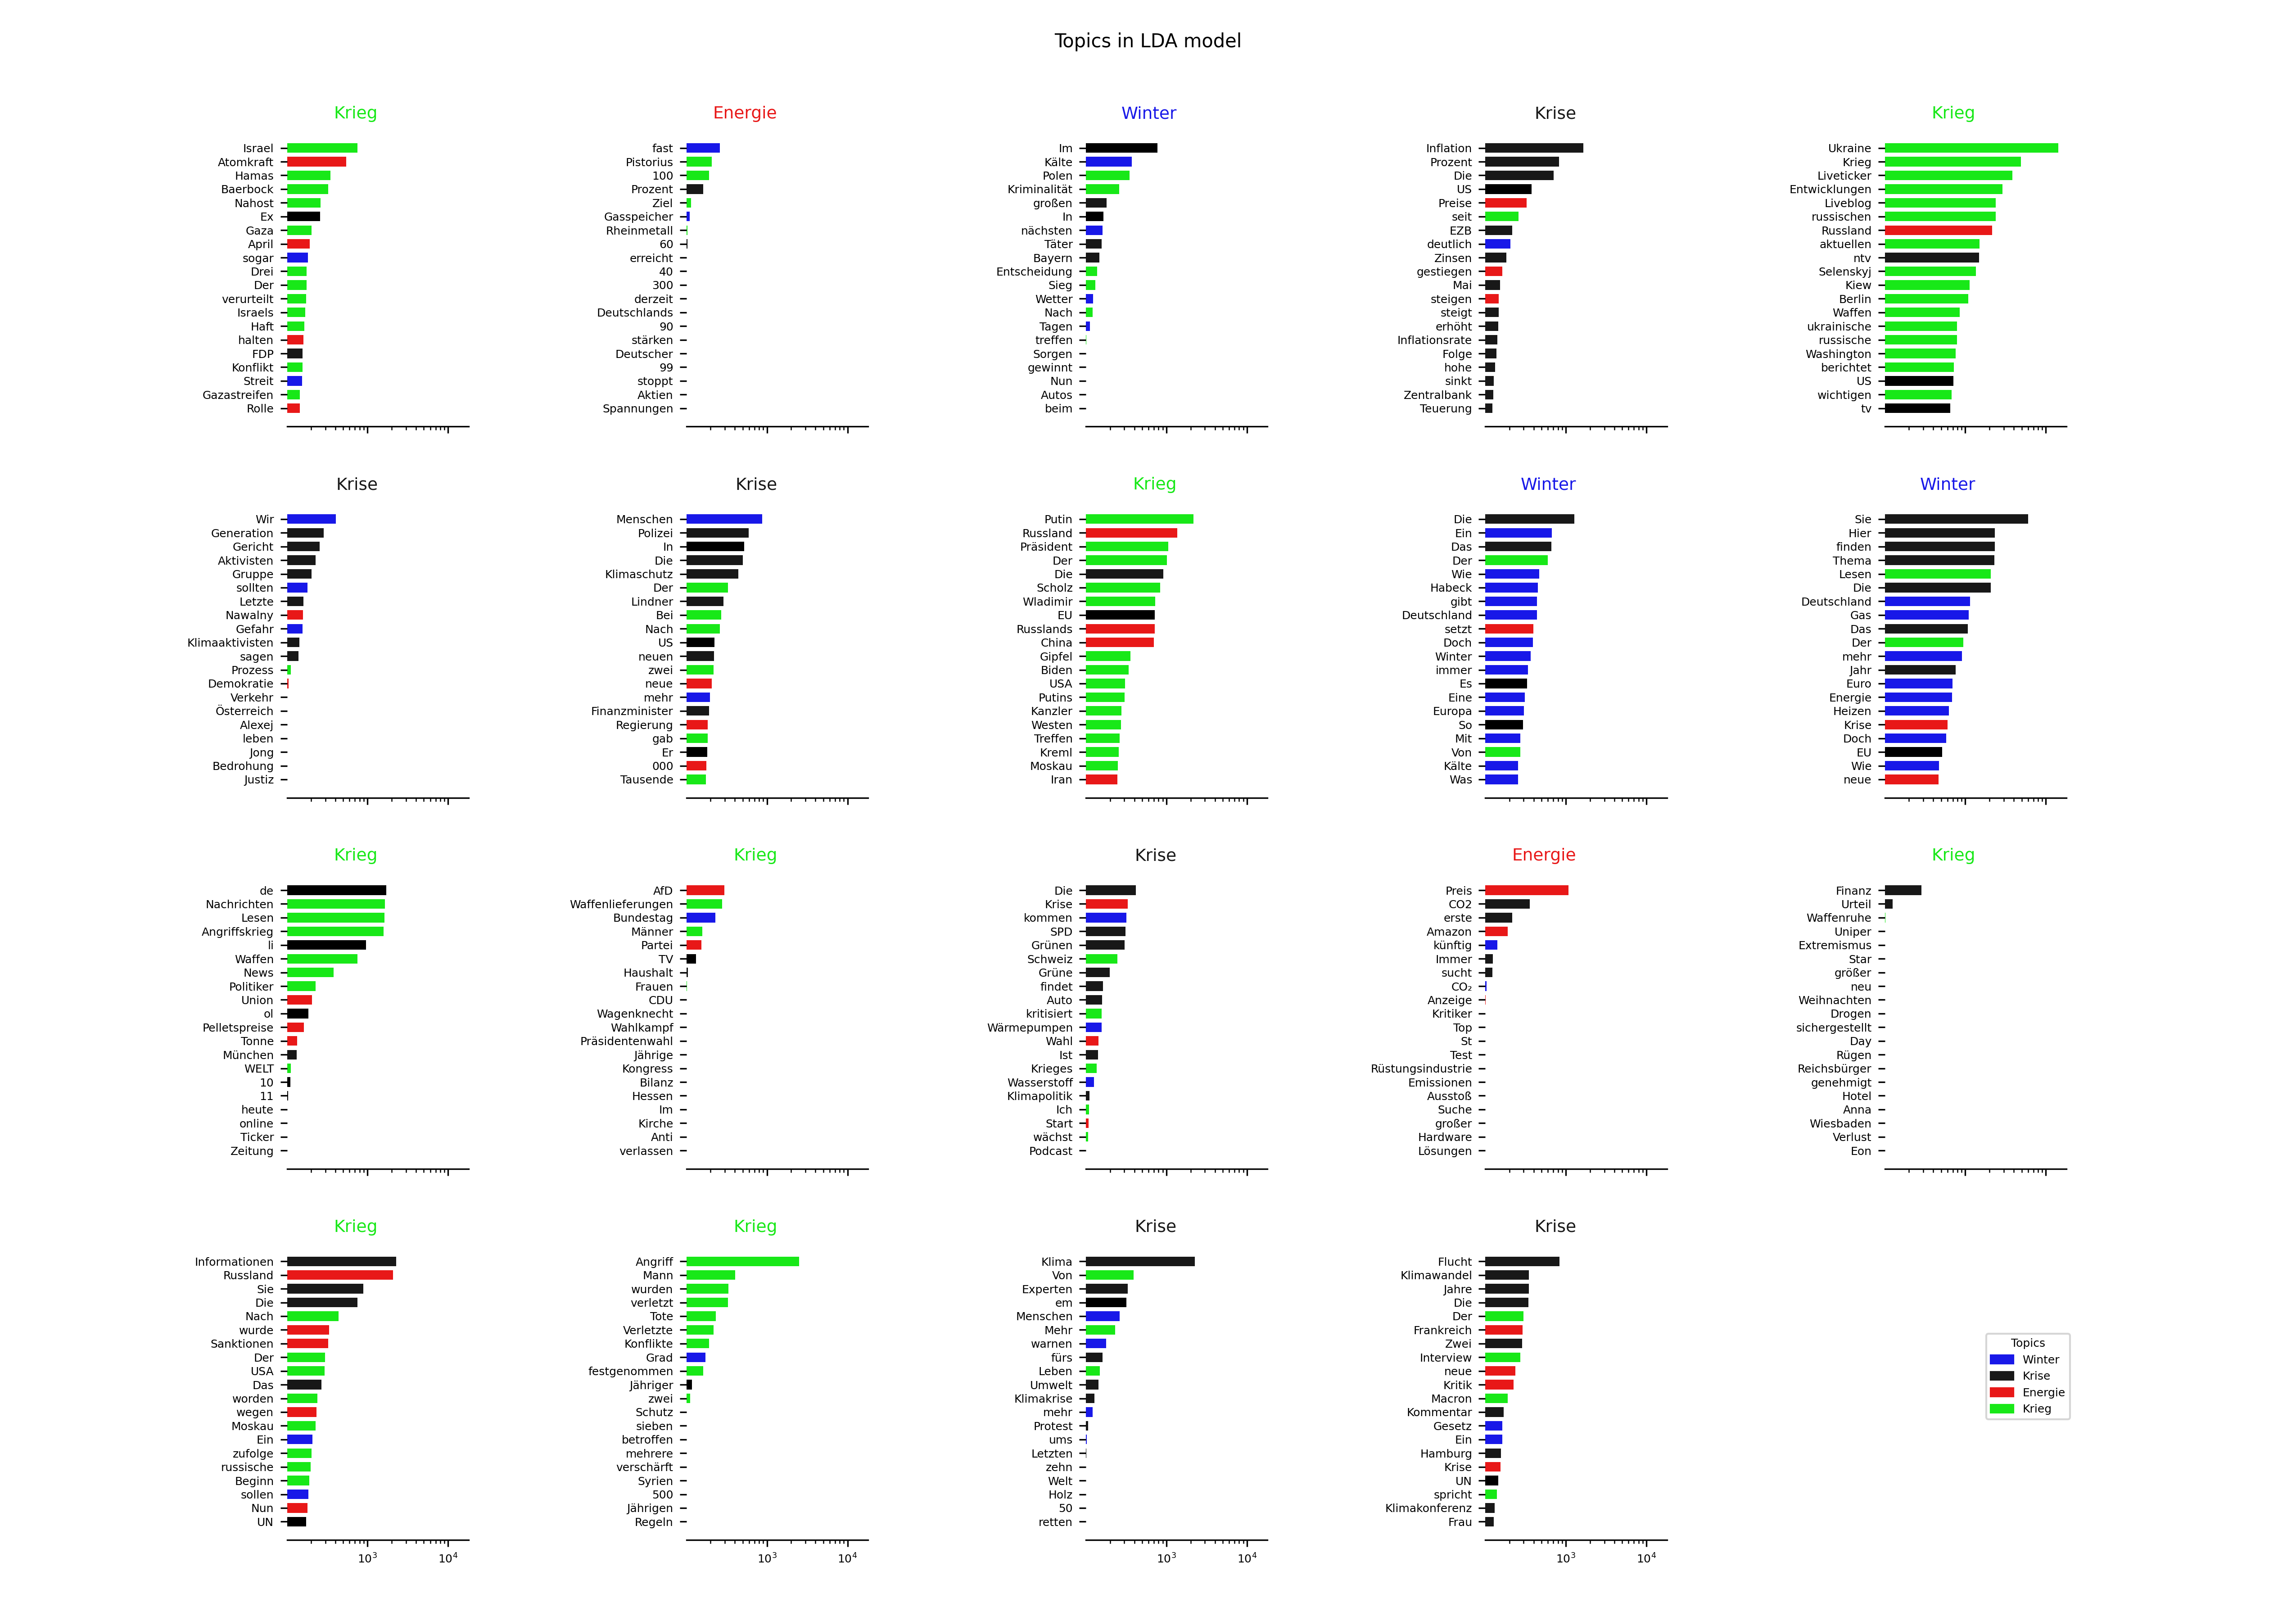 Topics in LDA model
Krieg
Israel
Atomkraft
Hamas
Baerbock
Nahost
Ex
Gaza
April
sogar
Drei
Der
verurteilt
Israels
Haft
halten
FDP
Konflikt
Streit
Gazastreifen
Rolle
Energie
fast
Pistorius
100
Prozent
Ziel
Gasspeicher
Rheinmetall
60
erreicht
40
300
derzeit
Deutschlands
90
stärken
Deutscher
99
stoppt
Aktien
Spannungen
Winter
Im
Kälte
Polen
Kriminalität
großen
In
nächsten
Täter
Bayern
Entscheidung
Sieg
Wetter
Nach
Tagen
treffen
Sorgen
gewinnt
Nun
Autos
beim
Krise
Inflation
Prozent
Die
US
Preise
seit
EZB
deutlich
Zinsen
gestiegen
Mai
steigen
steigt
erhöht
Inflationsrate
Folge
hohe
sinkt
Zentralbank
Teuerung
Krieg
Ukraine
Krieg
Liveticker
Entwicklungen
Liveblog
russischen
Russland
aktuellen
ntv
Selenskyj
Kiew
Berlin
Waffen
ukrainische
russische
Washington
berichtet
US
wichtigen
tv
Krise
Wir
Generation
Gericht
Aktivisten
Gruppe
sollten
Letzte
Nawalny
Gefahr
Klimaaktivisten
sagen
Prozess
Demokratie
Verkehr
Österreich
Alexej
leben
Jong
Bedrohung
Justiz
Krise
Menschen
Polizei
In
Die
Klimaschutz
Der
Lindner
Bei
Nach
US
neuen
zwei
neue
mehr
Finanzminister
Regierung
gab
Er
000
Tausende
Krieg
Putin
Russland
Präsident
Der
Die
Scholz
Wladimir
EU
Russlands
China
Gipfel
Biden
USA
Putins
Kanzler
Westen
Treffen
Kreml
Moskau
Iran
Winter
Die
Ein
Das
Der
Wie
Habeck
gibt
Deutschland
setzt
Doch
Winter
immer
Es
Eine
Europa
So
Mit
Von
Kälte
Was
Winter
Sie
Hier
finden
Thema
Lesen
Die
Deutschland
Gas
Das
Der
mehr
Jahr
Euro
Energie
Heizen
Krise
Doch
EU
Wie
neue
Krieg
de
Nachrichten
Lesen
Angriffskrieg
li
Waffen
News
Politiker
Union
ol
Pelletspreise
Tonne
München
WELT
10
11
heute
online
Ticker
Zeitung
Krieg
AfD
Waffenlieferungen
Bundestag
Männer
Partei
TV
Haushalt
Frauen
CDU
Wagenknecht
Wahlkampf
Präsidentenwahl
Jährige
Kongress
Bilanz
Hessen
Im
Kirche
Anti
verlassen
Krise
Die
Krise
kommen
SPD
Grünen
Schweiz
Grüne
findet
Auto
kritisiert
Wärmepumpen
Wahl
Ist
Krieges
Wasserstoff
Klimapolitik
Ich
Start
wächst
Podcast
Energie
Preis
CO2
erste
Amazon
künftig
Immer
sucht
CO₂
Anzeige
Kritiker
Top
St
Test
Rüstungsindustrie
Emissionen
Ausstoß
Suche
großer
Hardware
Lösungen
Krieg
Finanz
Urteil
Waffenruhe
Uniper
Extremismus
Star
größer
neu
Weihnachten
Drogen
sichergestellt
Day
Rügen
Reichsbürger
genehmigt
Hotel
Anna
Wiesbaden
Verlust
Eon
Krieg
Informationen
Russland
Sie
Die
Nach
wurde
Sanktionen
Der
USA
Das
worden
wegen
Moskau
Ein
zufolge
russische
Beginn
sollen
Nun
UN
10³ 10⁴
Krieg
Angriff
Mann
wurden
verletzt
Tote
Verletzte
Konflikte
Grad
festgenommen
Jähriger
zwei
Schutz
sieben
betroffen
mehrere
verschärft
Syrien
500
Jährigen
Regeln
10³ 10⁴
Krise
Klima
Von
Experten
em
Menschen
Mehr
warnen
fürs
Leben
Umwelt
Klimakrise
mehr
Protest
ums
Letzten
zehn
Welt
Holz
50
retten
10³ 10⁴
Krise
Flucht
Klimawandel
Jahre
Die
Der
Frankreich
Zwei
Interview
neue
Kritik
Macron
Kommentar
Gesetz
Ein
Hamburg
Krise
UN
spricht
Klimakonferenz
Frau
10³ 10⁴
Topics
Winter
Krise
Energie
Krieg